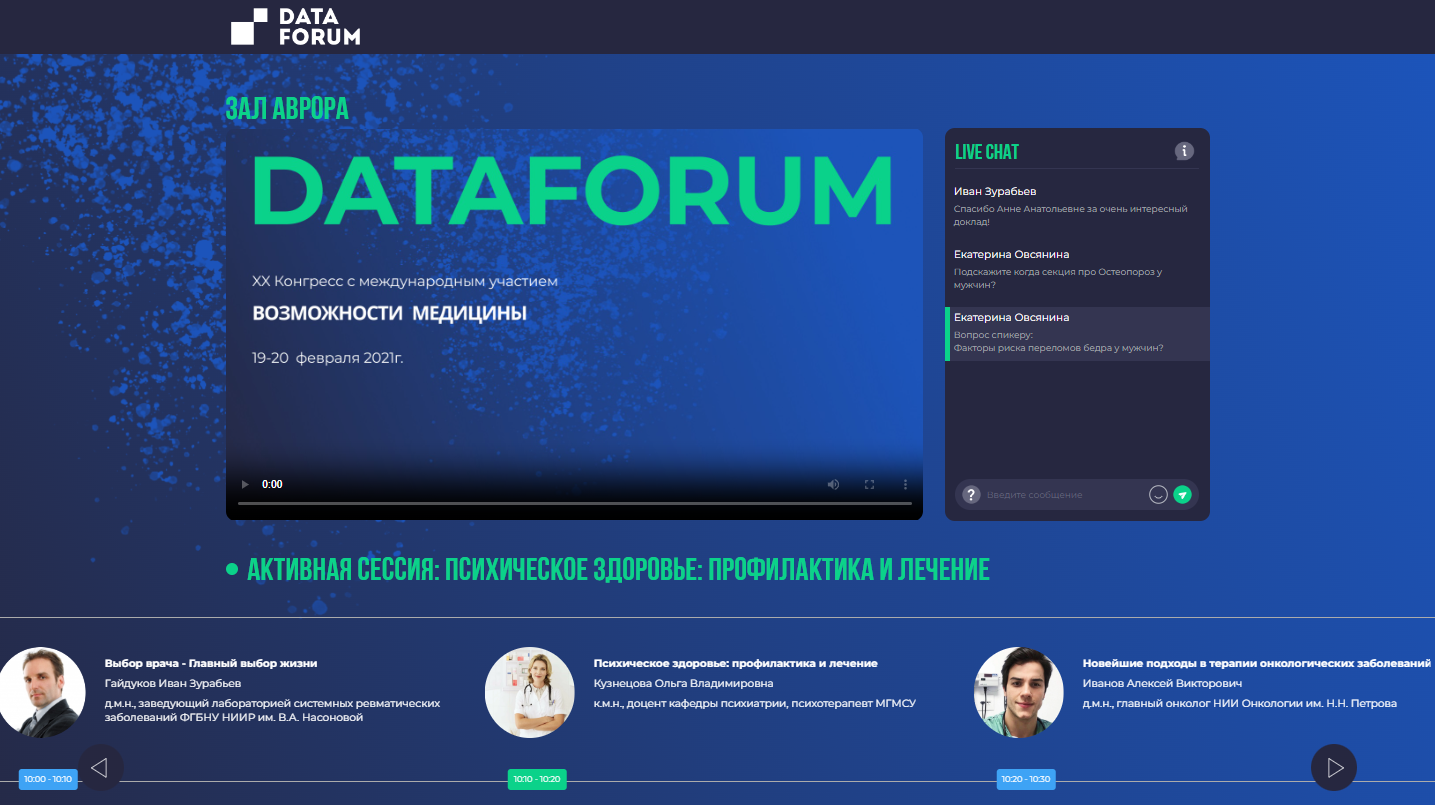 DATA
FORUM
ЗАЛ АВРОРА
DATAFORUM
XX Конгресс с международным участием
ВОЗМОЖНОСТИ МЕДИЦИНЫ
19-20 февраля 2021г.
0:00
LIVE CHAT
i
Иван Зурабьев
Спасибо Анне Анатольевне за очень интересный
доклад!
Екатерина Овсянина
Подскажите когда секция про Остеопороз у
мужчин?
Екатерина Овсянина
Вопрос спикеру:
Факторы риска переломов бедра у мужчин?
? Введите сообщение
АКТИВНАЯ СЕССИЯ: ПСИХИЧЕСКОЕ ЗДОРОВЬЕ: ПРОФИЛАКТИКА И ЛЕЧЕНИЕ
Выбор врача - Главный выбор жизни
Гайдуков Иван Зурабьев
д.м.н., заведующий лабораторией системных ревматических
заболеваний ФГБНУ НИИР им. В.А. Насоновой
10:00 - 10:10
Психическое здоровье: профилактика и лечение
Кузнецова Ольга Владимировна
к.м.н., доцент кафедры психиатрии, психотерапевт МГМСУ
10:10 - 10:20
Новейшие подходы в терапии онкологических заболеваний
Иванов Алексей Викторович
д.м.н., главный онколог НИИ Онкологии им. Н.Н. Петрова
10:20 - 10:30